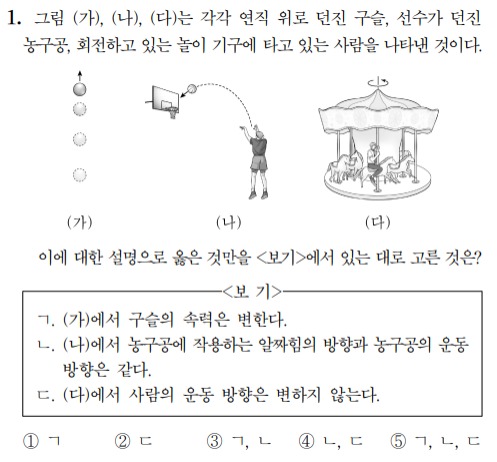 1. 그림 (가), (나), (다)는 각각 연직 위로 던진 구슬, 선수가 던진
농구공, 회전하고 있는 놀이 기구에 타고 있는 사람을 나타낸 것이다.
(가) (나) (다)
이에 대한 설명으로 옳은 것만을 <보기>에서 있는 대로 고른 것은?
<보 기>
ㄱ. (가)에서 구슬의 속력은 변한다.
ㄴ. (나)에서 농구공에 작용하는 알짜힘의 방향과 농구공의 운동
방향은 같다.
ㄷ. (다)에서 사람의 운동 방향은 변하지 않는다.
① ㄱ ② ㄷ ③ ㄱ, ㄴ ④ ㄴ, ㄷ ⑤ ㄱ, ㄴ, ㄷ